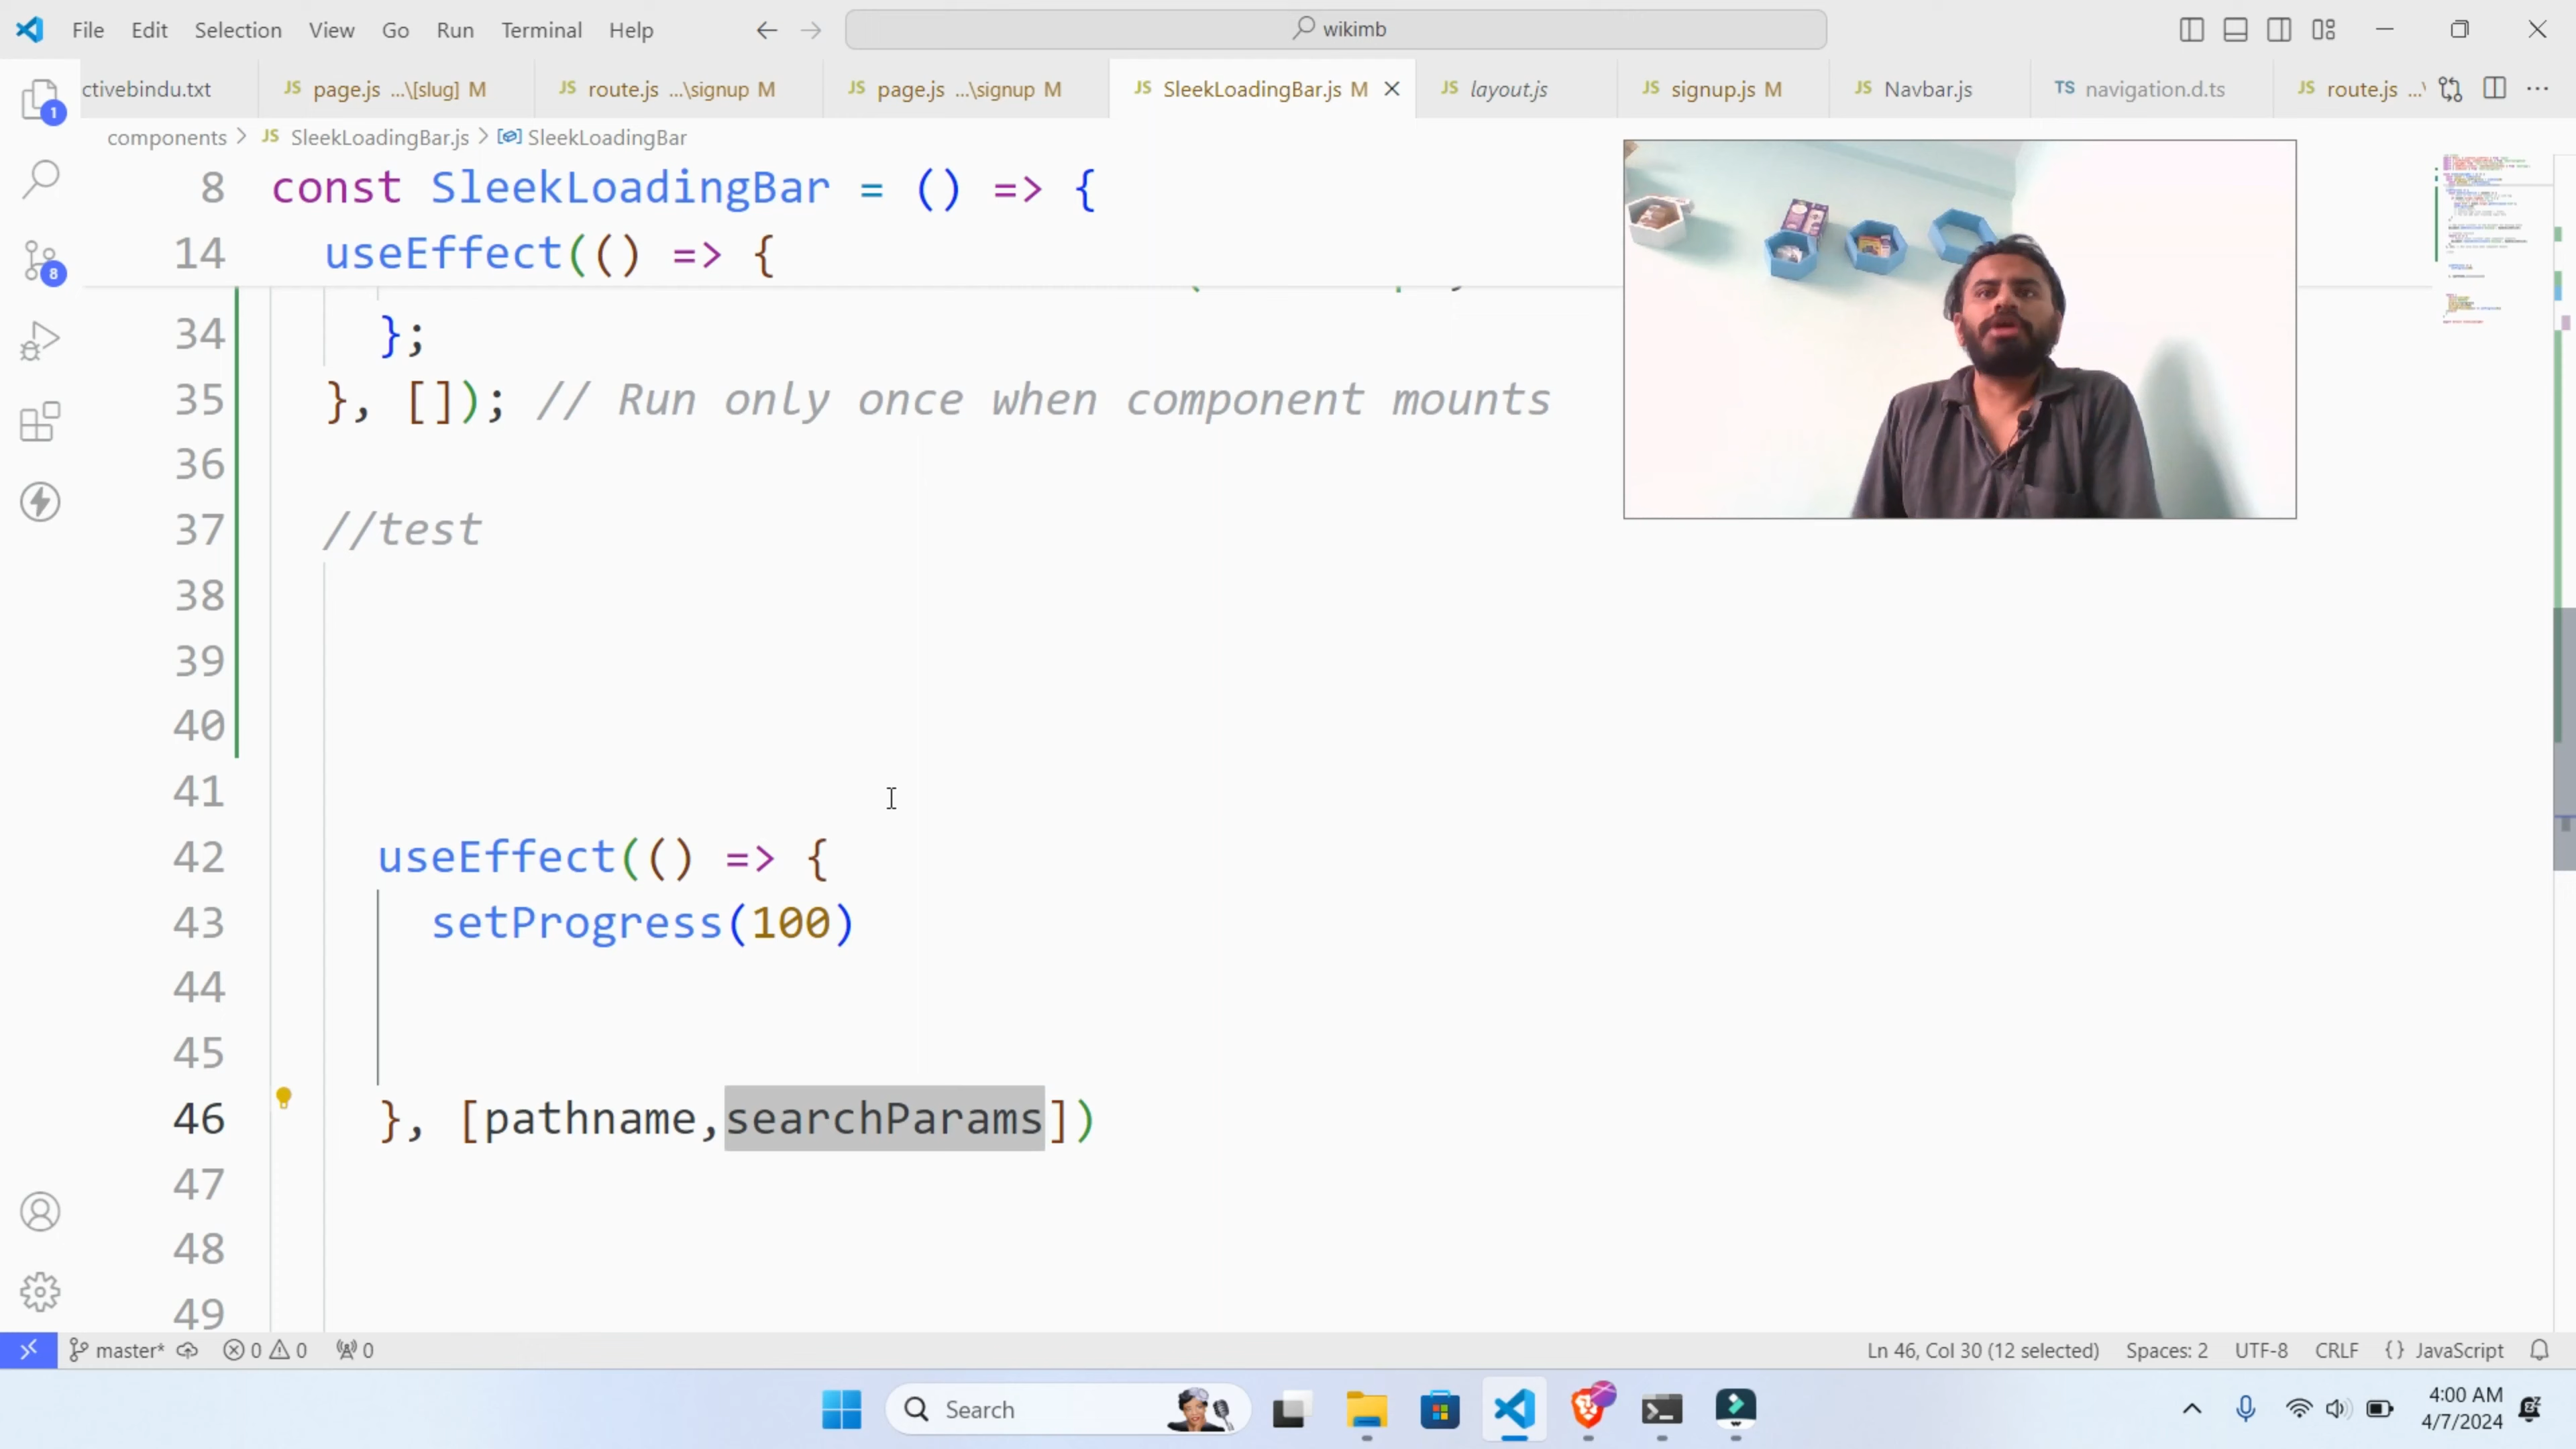 File Edit Selection View Go Run Terminal Help
wikimb
ctivebindu.txt
JS page.js ...\[slug] M
JS route.js ...\signup M
JS page.js ...\signup M
JS SleekLoadingBar.js M
JS layout.js
JS signup.js M
JS Navbar.js
TS navigation.d.ts
JS route.js ...\
components > JS SleekLoadingBar.js > SleekLoadingBar
1
8
8 const SleekLoadingBar = () => {
14 useEffect(() => {
34 };
35 }, []); // Run only once when component mounts
36
37 //test
38
39
40
41
42 useEffect(() => {
43 setProgress(100)
44
45
46 }, [pathname,searchParams])
47
48
49
master* 0 0 0
Ln 46, Col 30 (12 selected) Spaces: 2 UTF-8 CRLF {} JavaScript
Search
4:00 AM
4/7/2024